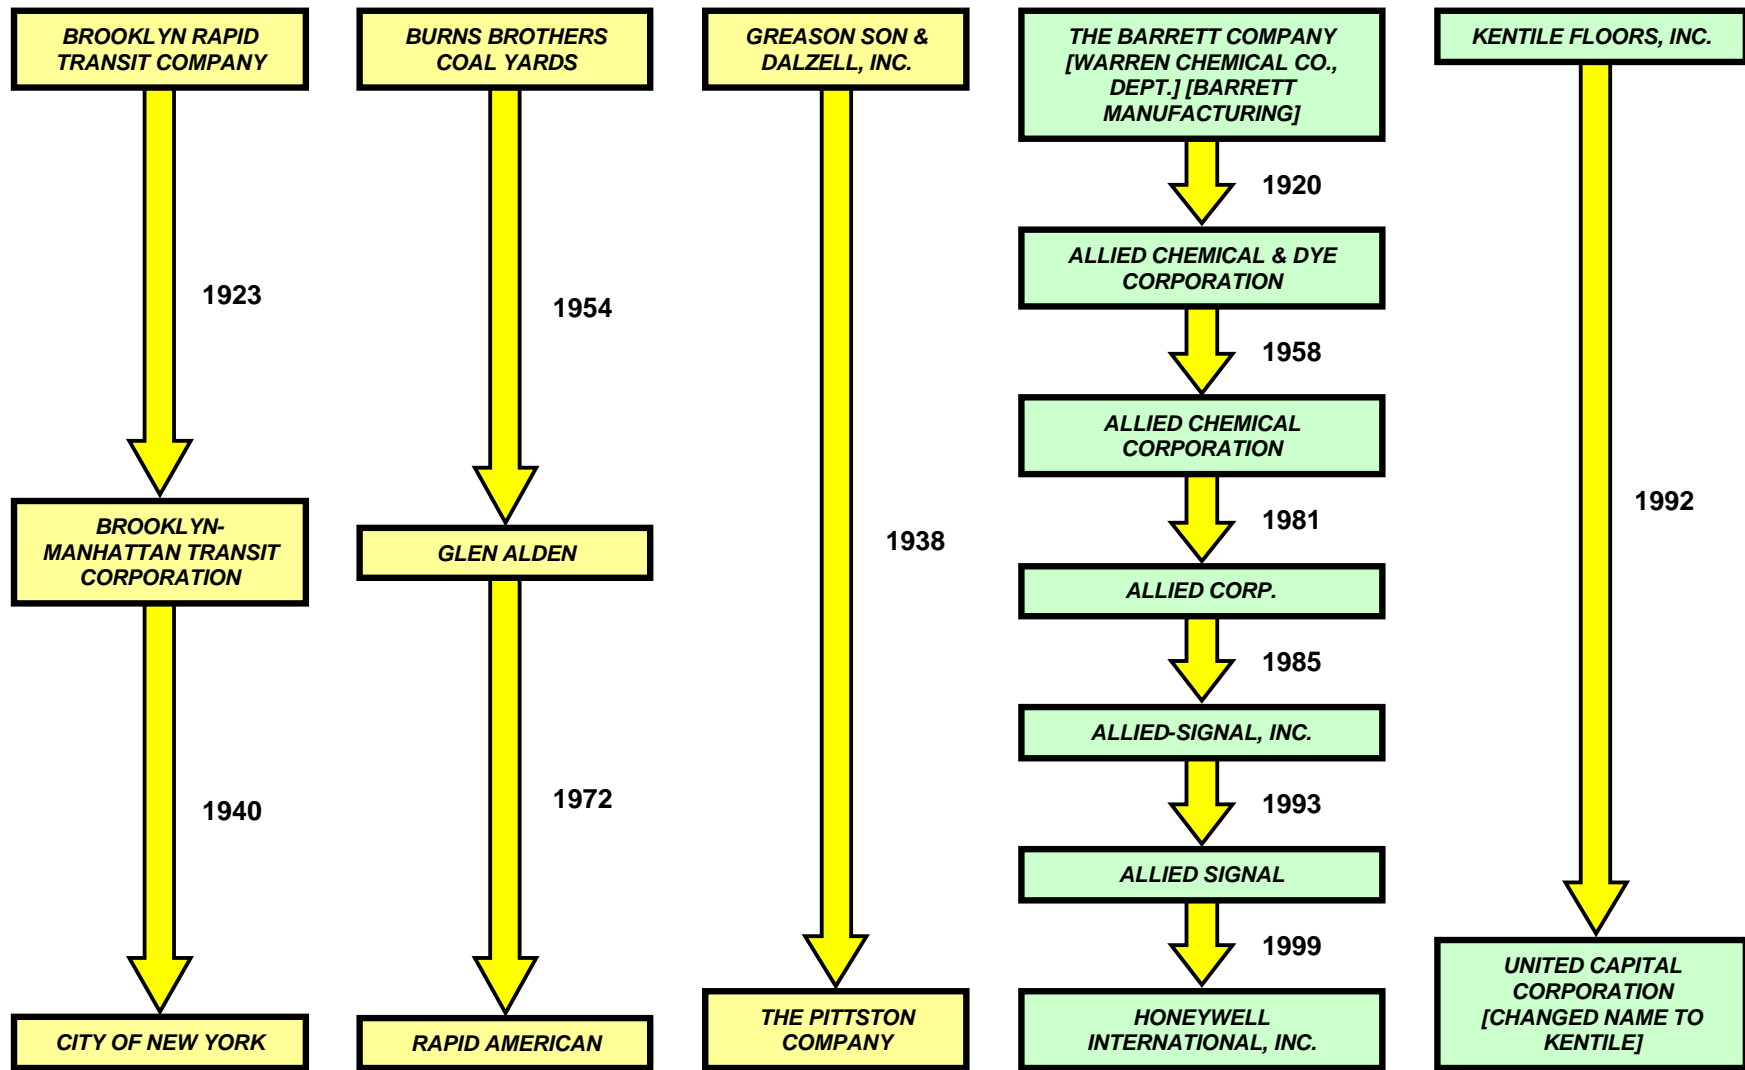 BROOKLYN RAPID
TRANSIT COMPANY
1923
BROOKLYN-
MANHATTAN TRANSIT
CORPORATION
1940
CITY OF NEW YORK
BURNS BROTHERS
COAL YARDS
1954
GLEN ALDEN
1972
RAPID AMERICAN
GREASON SON &
DALZELL, INC.
1938
THE PITTSTON
COMPANY
THE BARRETT COMPANY
[WARREN CHEMICAL CO.,
DEPT.] [BARRETT
MANUFACTURING]
1920
ALLIED CHEMICAL & DYE
CORPORATION
1958
ALLIED CHEMICAL
CORPORATION
1981
ALLIED CORP.
1985
ALLIED-SIGNAL, INC.
1993
ALLIED SIGNAL
1999
HONEYWELL
INTERNATIONAL, INC.
KENTILE FLOORS, INC.
1992
UNITED CAPITAL
CORPORATION
[CHANGED NAME TO
KENTILE]